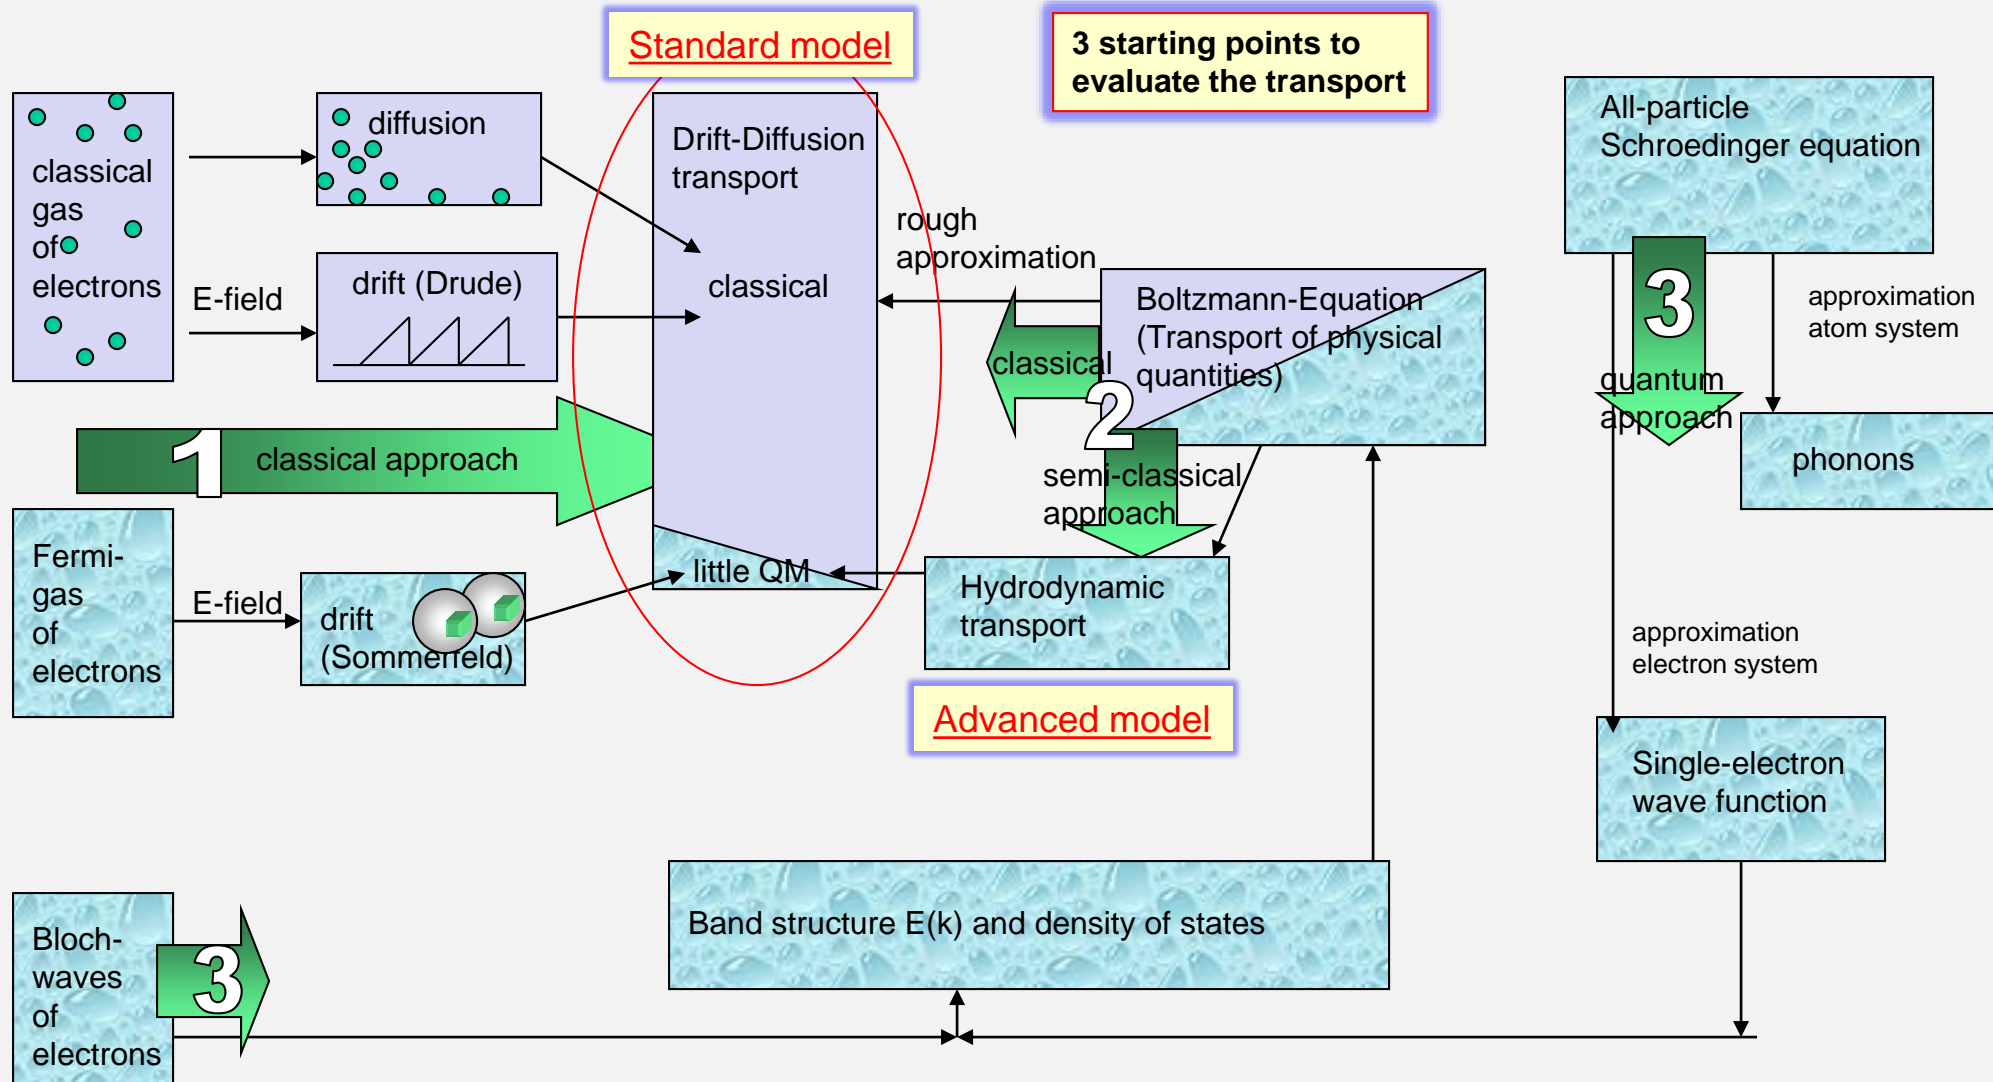 Standard model
3 starting points to
evaluate the transport
classical
gas
of
electrons
diffusion
E-field
drift (Drude)
Drift-Diffusion
transport
classical
rough
approximation
Boltzmann-Equation
(Transport of physical
quantities)
classical
2
semi-classical
approach
All-particle
Schroedinger equation
3
quantum
approach
approximation
atom system
phonons
1
classical approach
Fermi-
gas
of
electrons
E-field
drift
(Sommerfeld)
little QM
Hydrodynamic
transport
Advanced model
approximation
electron system
Single-electron
wave function
Band structure E(k) and density of states
Bloch-
waves
of
electrons
3